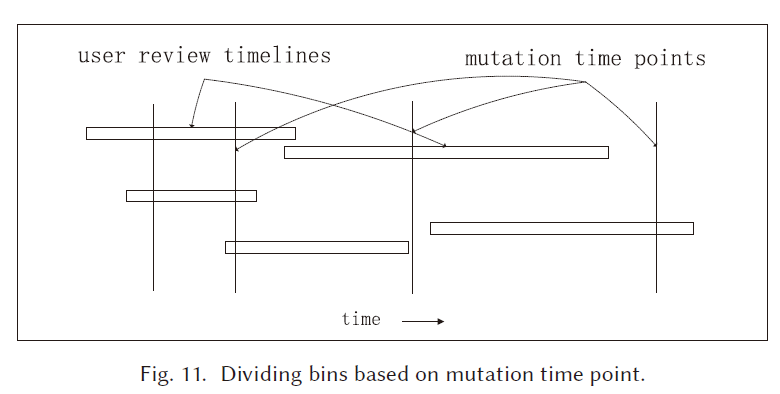 user review timelines
mutation time points
time
Fig. 11. Dividing bins based on mutation time point.